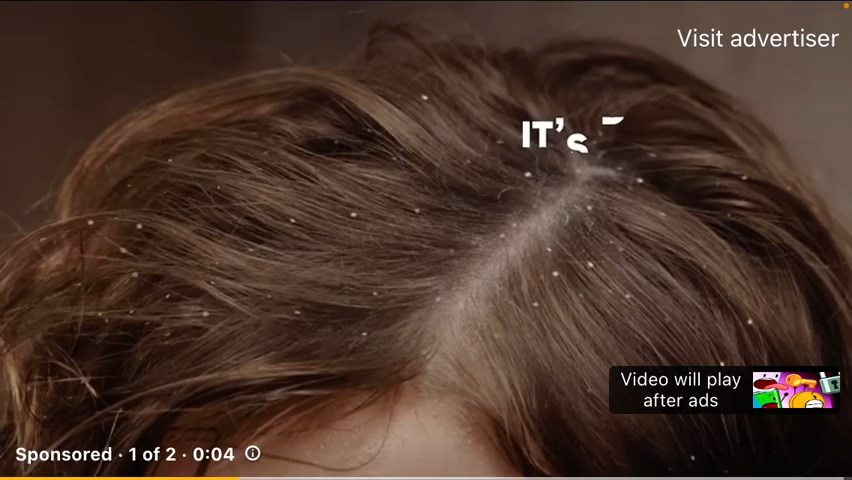 Visit advertiser
IT's
Video will play
after ads
Sponsored · 1 of 2 · 0:04